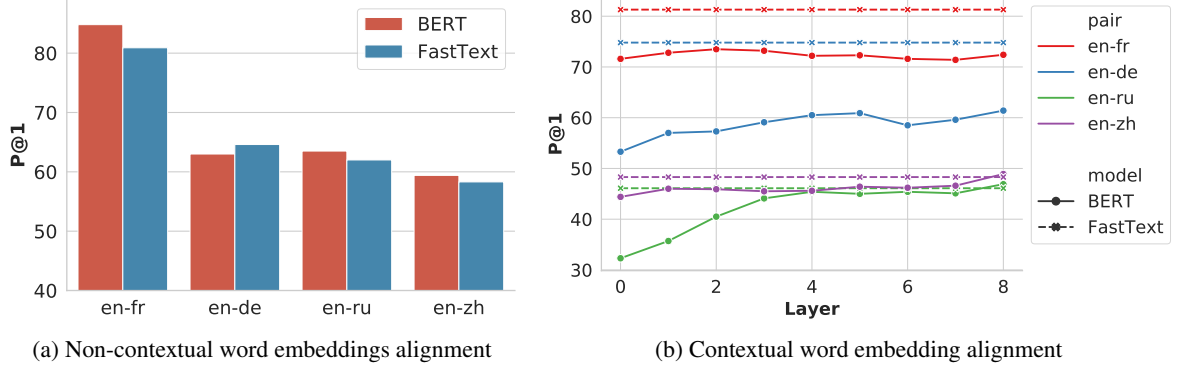 P@1
80
70
60
50
40
BERT
FastText
en-fr
en-de
en-ru
en-zh
(a) Non-contextual word embeddings alignment
P@1
80
70
60
50
40
30
0
2
4
6
8
Layer
pair
en-fr
en-de
en-ru
en-zh
model
BERT
FastText
(b) Contextual word embedding alignment